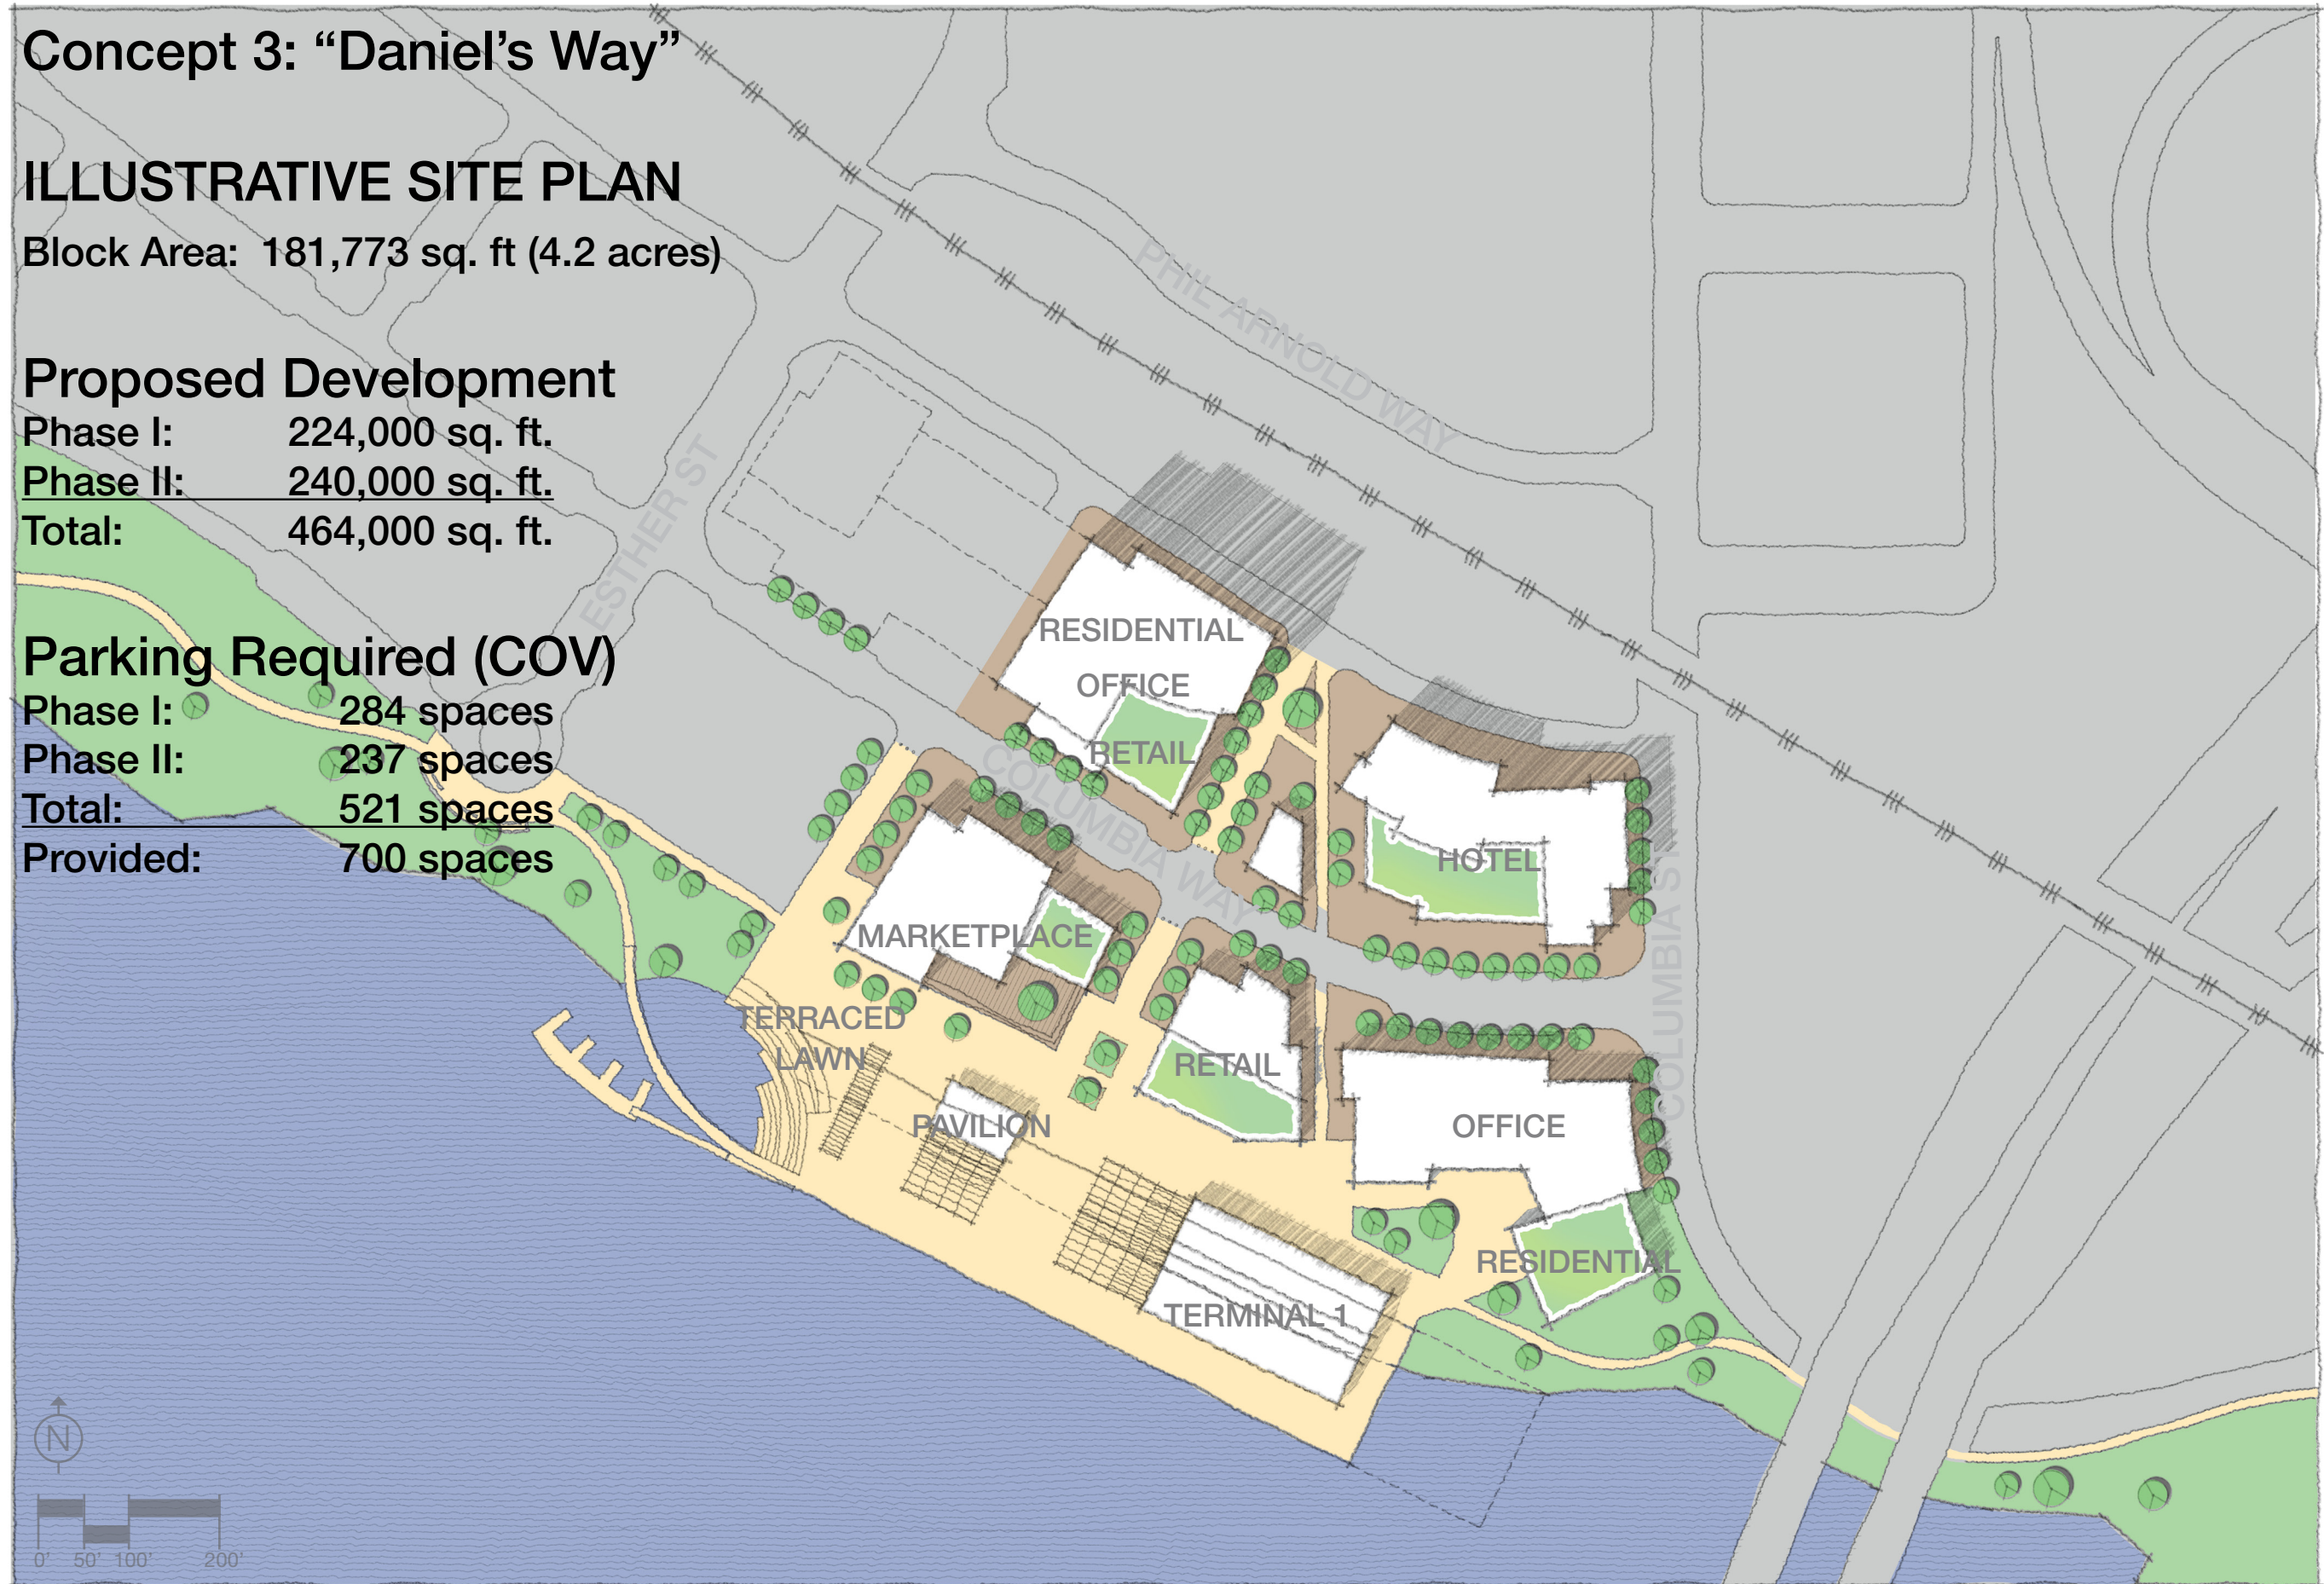 Concept 3: “Daniel’s Way”
ILLUSTRATIVE SITE PLAN
Block Area: 181,773 sq. ft (4.2 acres)
Proposed Development
Phase I: 224,000 sq. ft.
Phase II: 240,000 sq. ft.
Total: 464,000 sq. ft.
Parking Required (COV)
Phase I: 284 spaces
Phase II: 237 spaces
Total: 521 spaces
Provided: 700 spaces
PHIL ARNOLD WAY
ESTHER ST
RESIDENTIAL
OFFICE
RETAIL
COLUMBIA WAY
HOTEL
COLUMBIA ST
MARKETPLACE
TERRACED
LAWN
RETAIL
PAVILION
OFFICE
RESIDENTIAL
TERMINAL 1
N
0' 50' 100' 200'